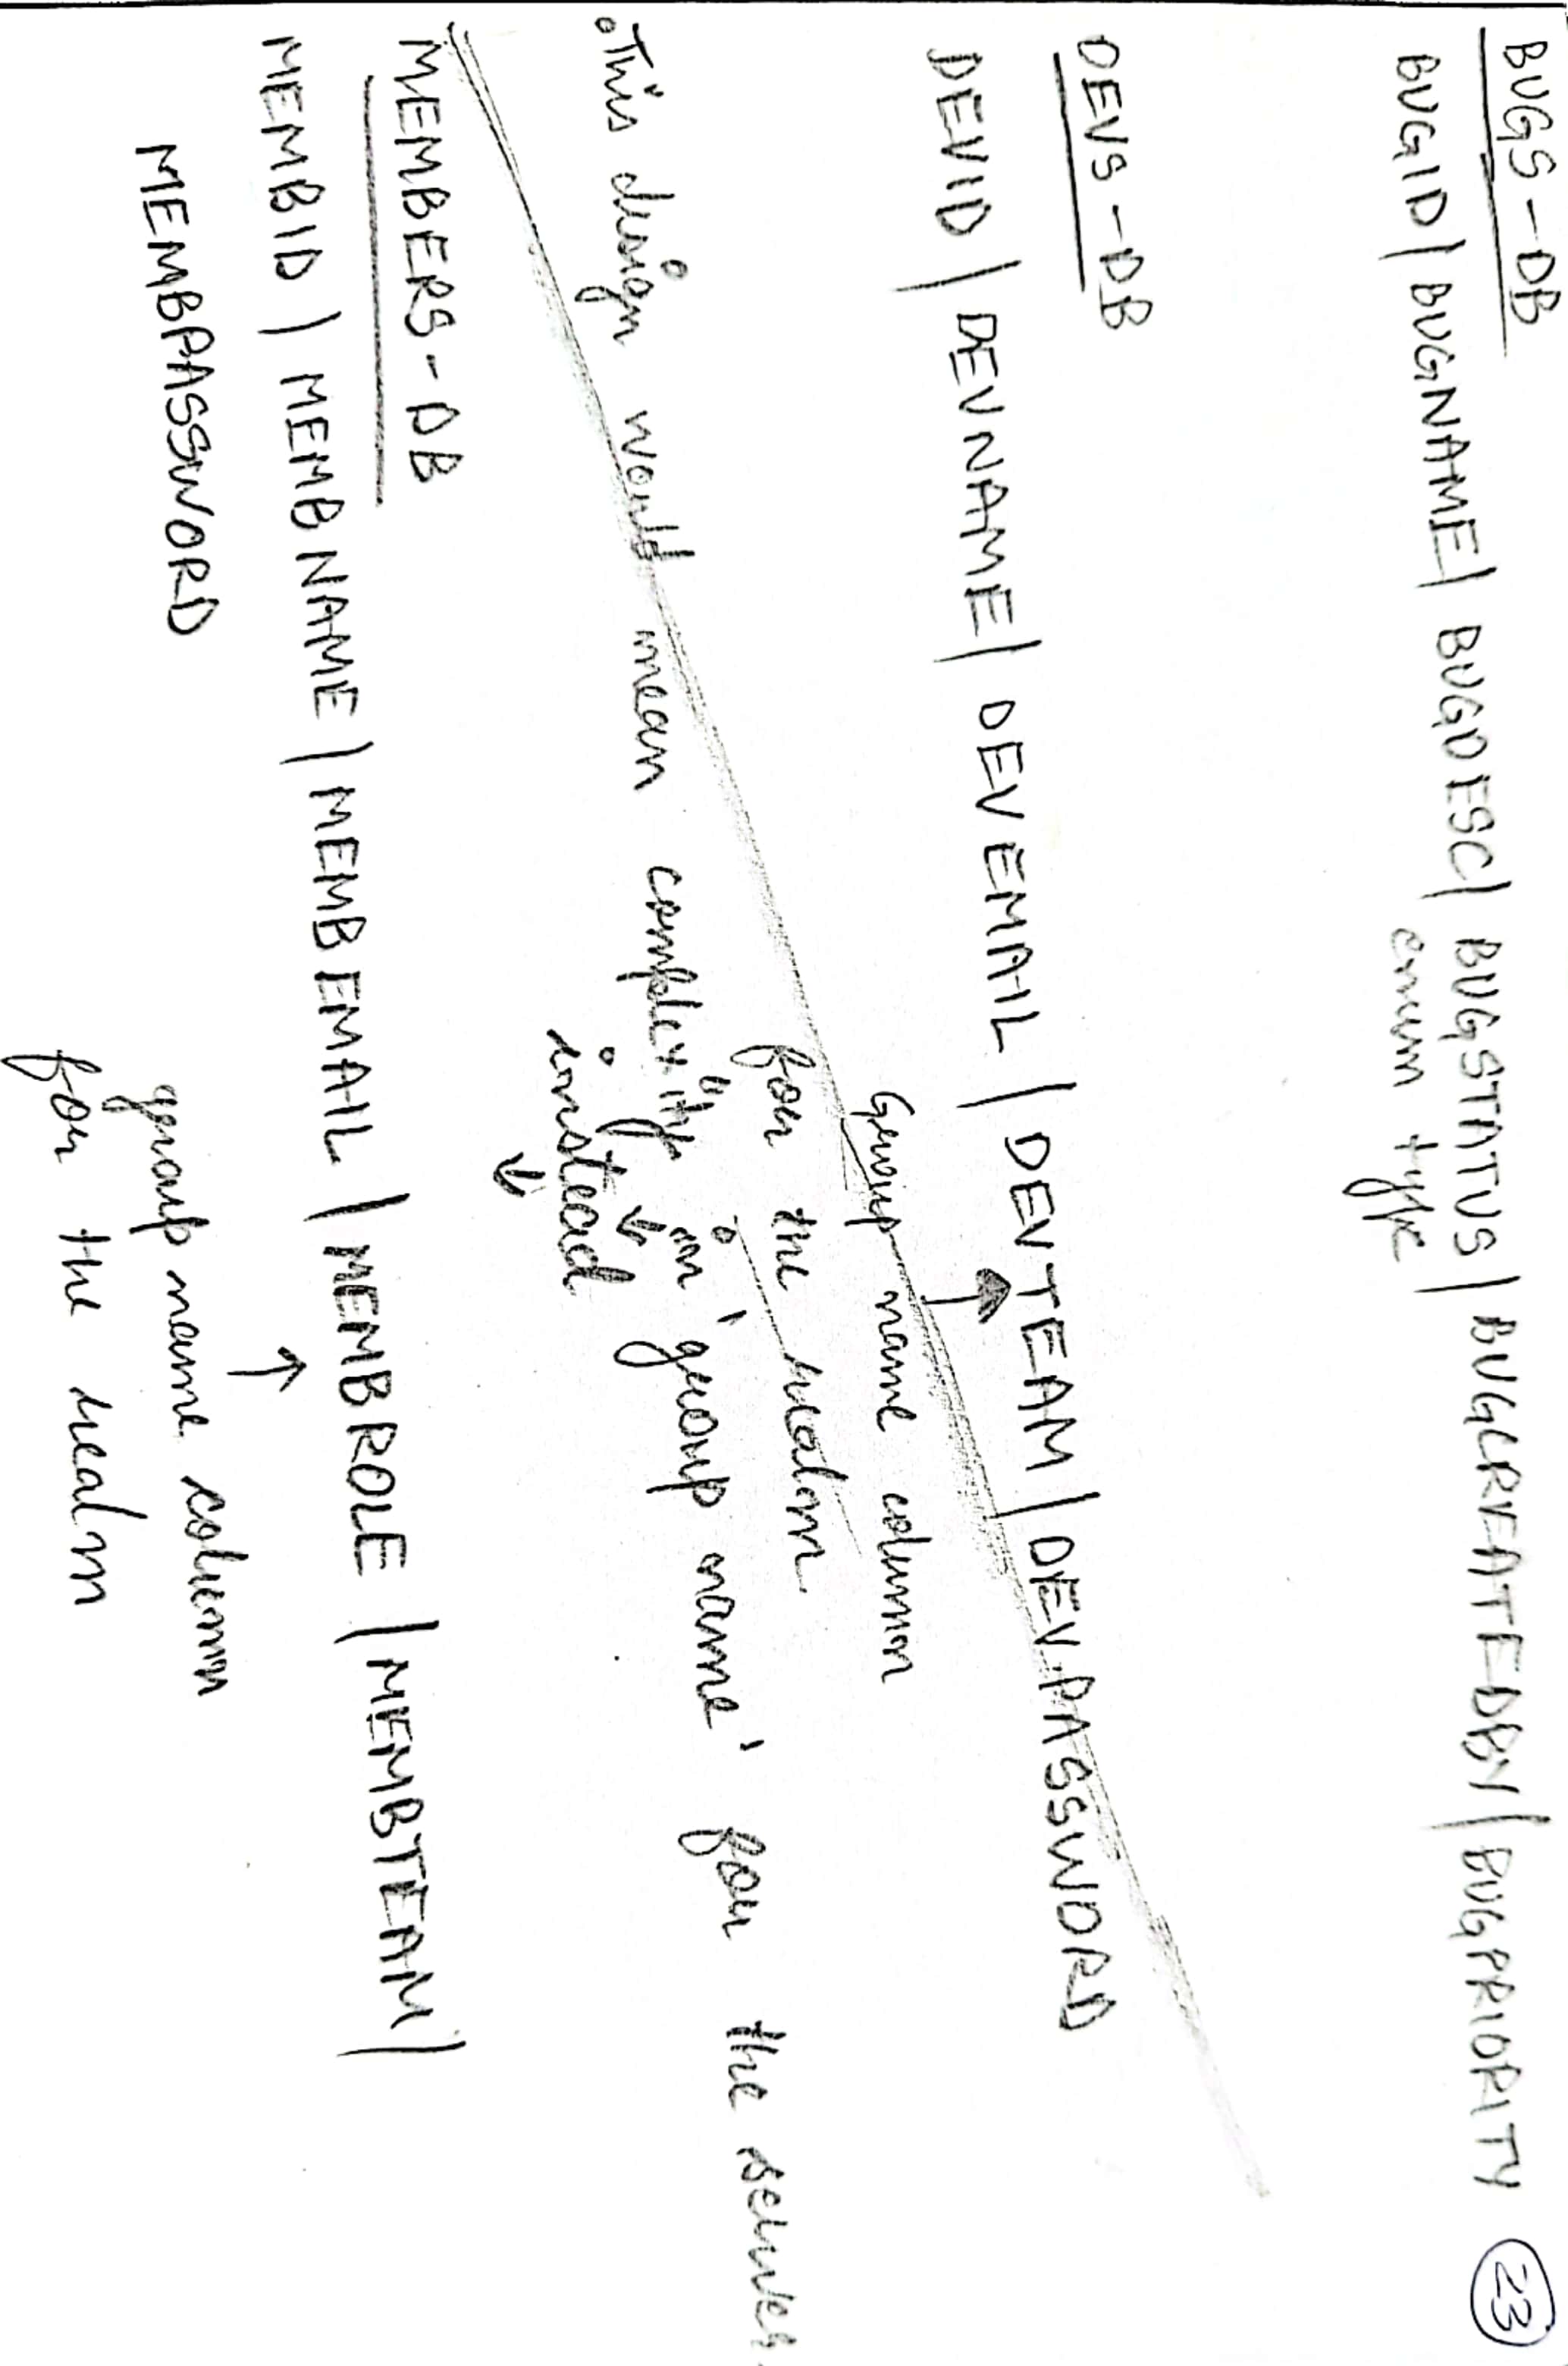 BUGS-DB
BUGID | BUGNAME | BUGDESC | BUGSTATUS | BUGCREATEDBY | BUGPRIORITY
enum type
23
DEVS-DB
DEVID | DEVNAME | DEVEMAIL | DEVTEAM | DEVPASSWORD
↑
Group name column
for the realm
•This design would mean complexity in 'group name' for the server.
↓
instead
↓
MEMBERS-DB
MEMBID | MEMBNAME | MEMBEMAIL | MEMBROLE | MEMBTEAM |
MEMBPASSWORD
↑
group name column
for the realm